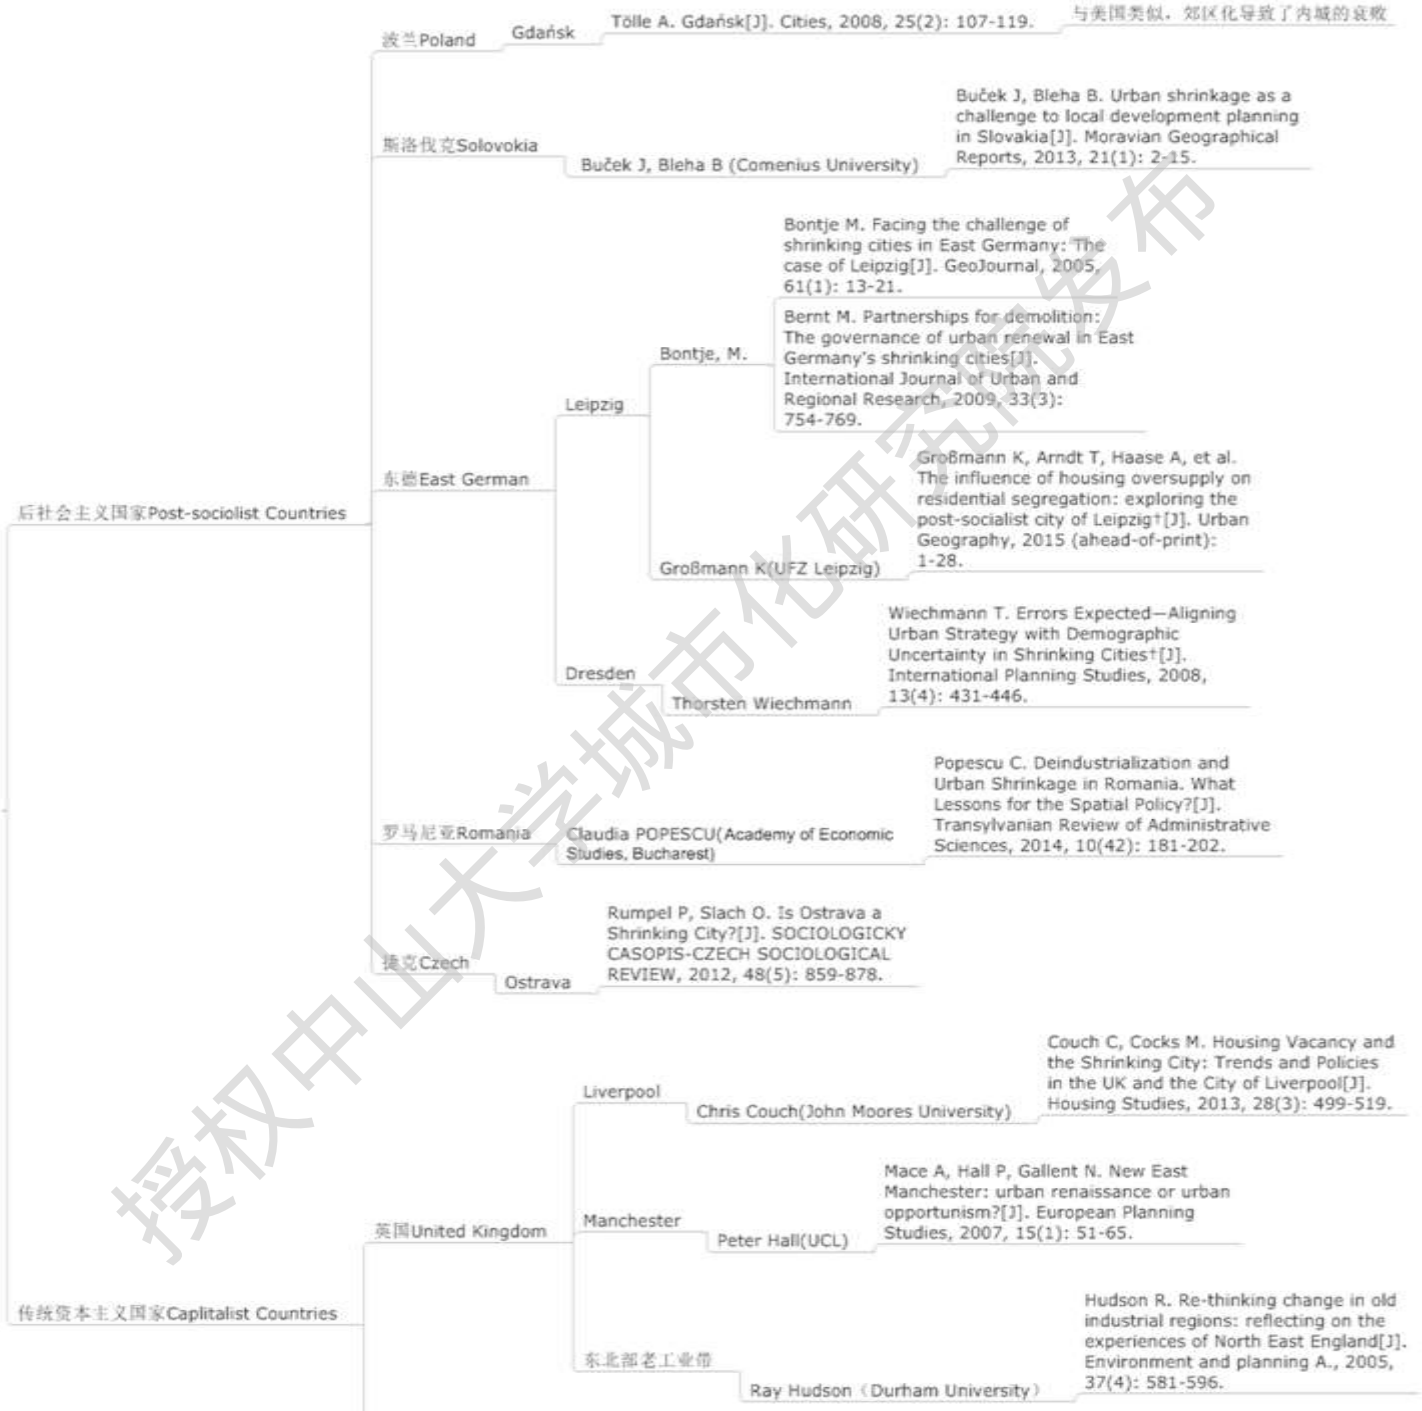 波兰Poland
Gdańsk
Tölle A. Gdańsk[J]. Cities, 2008, 25(2): 107-119.
与美国类似，郊区化导致了内城的衰败
斯洛伐克Solovokia
Buček J, Bleha B (Comenius University)
Buček J, Bleha B. Urban shrinkage as a
challenge to local development planning
in Slovakia[J]. Moravian Geographical
Reports, 2013, 21(1): 2-15.
后社会主义国家Post-sociolist Countries
东德East German
Leipzig
Bontje, M.
Bontje M. Facing the challenge of
shrinking cities in East Germany: The
case of Leipzig[J]. GeoJournal, 2005,
61(1): 13-21.
Bernt M. Partnerships for demolition:
The governance of urban renewal in East
Germany's shrinking cities[J].
International Journal of Urban and
Regional Research, 2009, 33(3):
754-769.
Großmann K(UFZ Leipzig)
Großmann K, Arndt T, Haase A, et al.
The influence of housing oversupply on
residential segregation: exploring the
post-socialist city of Leipzig†[J]. Urban
Geography, 2015 (ahead-of-print):
1-28.
Dresden
Thorsten Wiechmann
Wiechmann T. Errors Expected—Aligning
Urban Strategy with Demographic
Uncertainty in Shrinking Cities†[J].
International Planning Studies, 2008,
13(4): 431-446.
罗马尼亚Romania
Claudia POPESCU(Academy of Economic
Studies, Bucharest)
Popescu C. Deindustrialization and
Urban Shrinkage in Romania. What
Lessons for the Spatial Policy?[J].
Transylvanian Review of Administrative
Sciences, 2014, 10(42): 181-202.
捷克Czech
Ostrava
Rumpel P, Slach O. Is Ostrava a
Shrinking City?[J]. SOCIOLOGICKY
CASOPIS-CZECH SOCIOLOGICAL
REVIEW, 2012, 48(5): 859-878.
传统资本主义国家Caplitalist Countries
英国United Kingdom
Liverpool
Chris Couch(John Moores University)
Couch C, Cocks M. Housing Vacancy and
the Shrinking City: Trends and Policies
in the UK and the City of Liverpool[J].
Housing Studies, 2013, 28(3): 499-519.
Manchester
Peter Hall(UCL)
Mace A, Hall P, Gallent N. New East
Manchester: urban renaissance or urban
opportunism?[J]. European Planning
Studies, 2007, 15(1): 51-65.
东北部老工业带
Ray Hudson（Durham University）
Hudson R. Re-thinking change in old
industrial regions: reflecting on the
experiences of North East England[J].
Environment and planning A., 2005,
37(4): 581-596.
授权中山大学城市化研究院发布